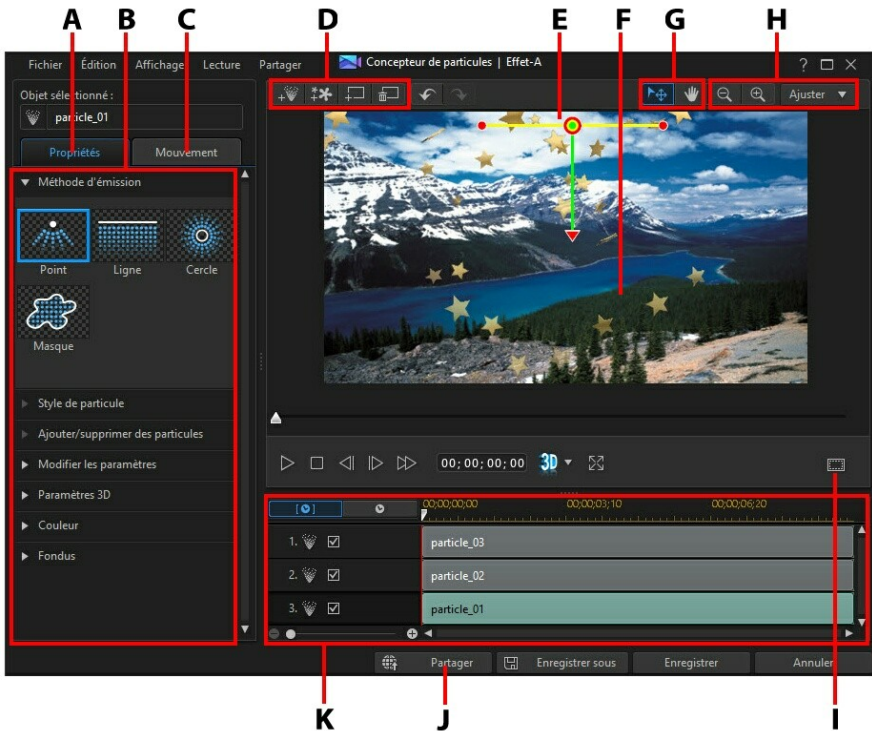 A B C D E F G H
Fichier Édition Affichage Lecture Partager Concepteur de particules | Effet-A ?
Objet sélectionné :
particle_01
Ajuster
Propriétés Mouvement
Méthode d'émission
Point Ligne Cercle
Masque
Style de particule
Ajouter/supprimer des particules
Modifier les paramètres
Paramètres 3D
Couleur
Fondus
00; 00; 00; 00 3D
00;00;00;00 00;00;03;10 00;00;06;20
1. particle_03
2. particle_02
3. particle_01
Partager Enregistrer sous Enregistrer Annuler
K J I